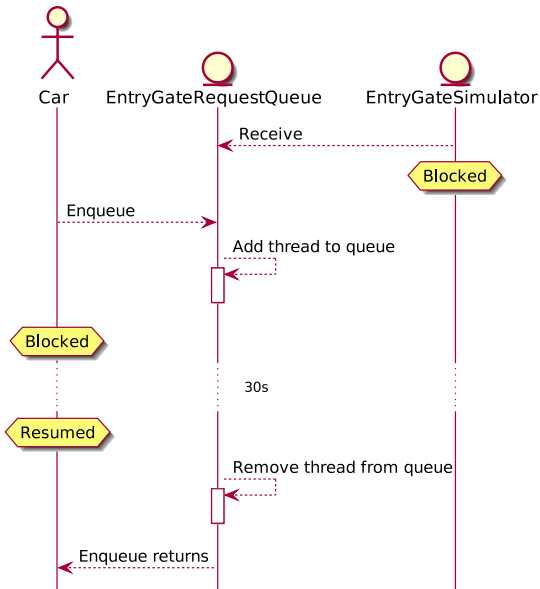 Car
EntryGateRequestQueue
EntryGateSimulator
Receive
Blocked
Enqueue
Add thread to queue
Blocked
30s
Resumed
Remove thread from queue
Enqueue returns